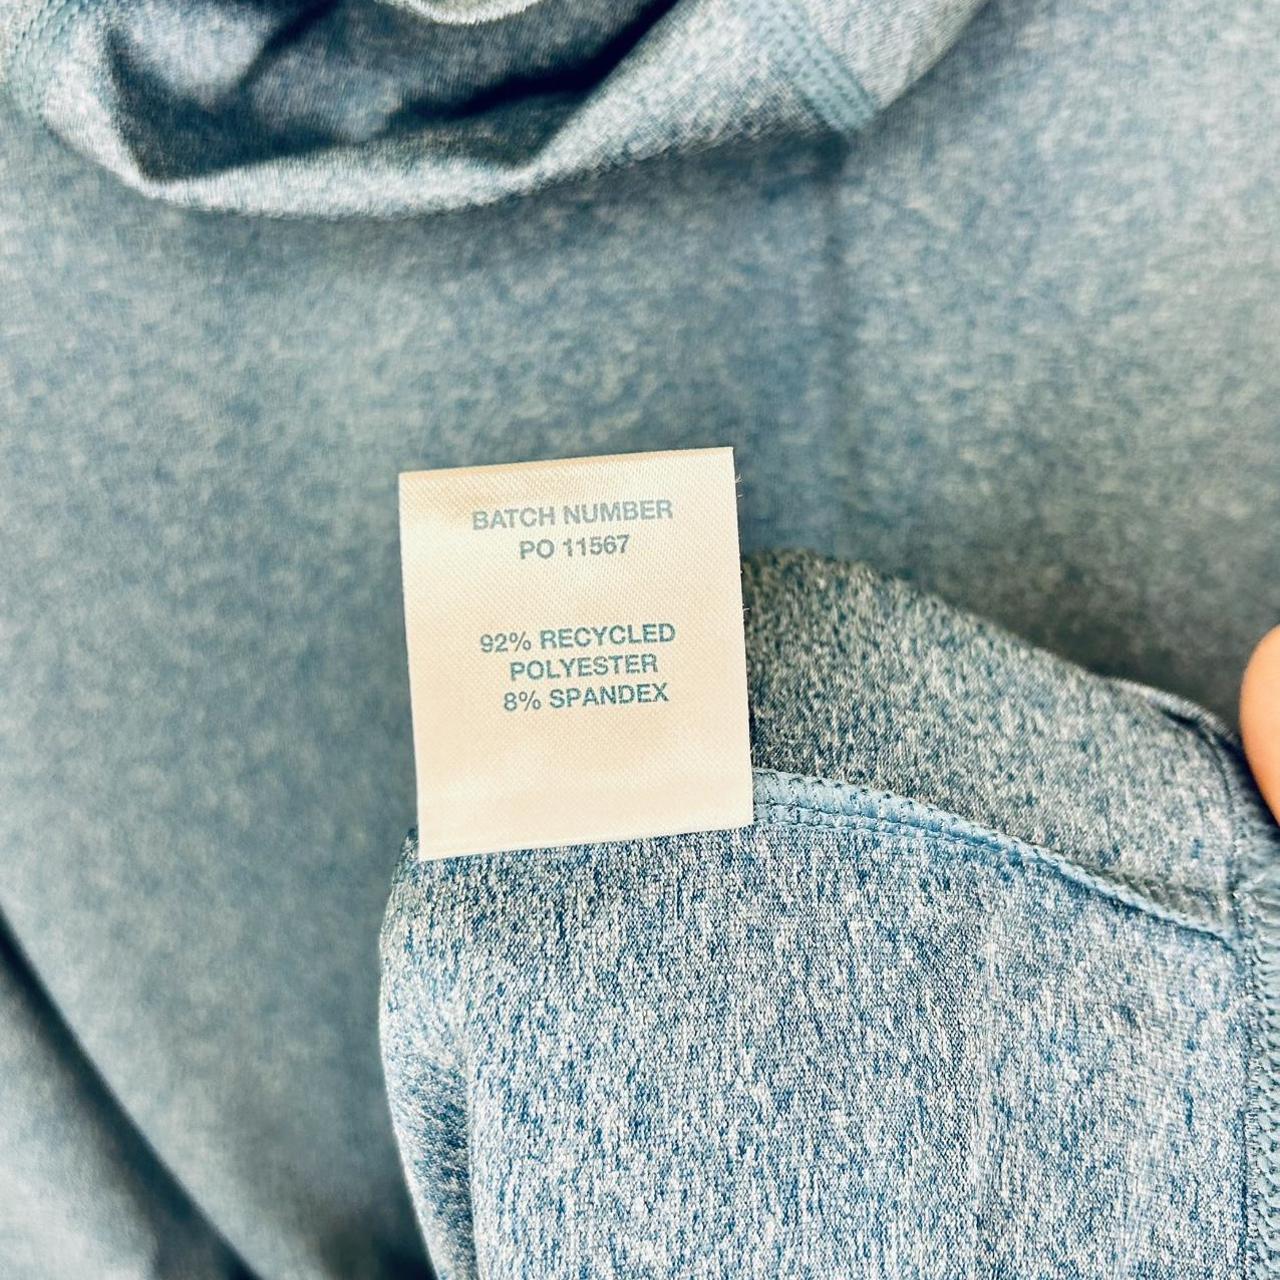 BATCH NUMBER
PO 11567
92% RECYCLED
POLYESTER
8% SPANDEX